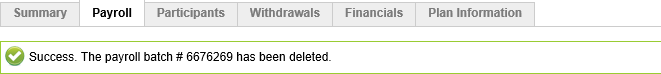 Summary Payroll Participants Withdrawals Financials Plan Information
Success. The payroll batch # 6676269 has been deleted.